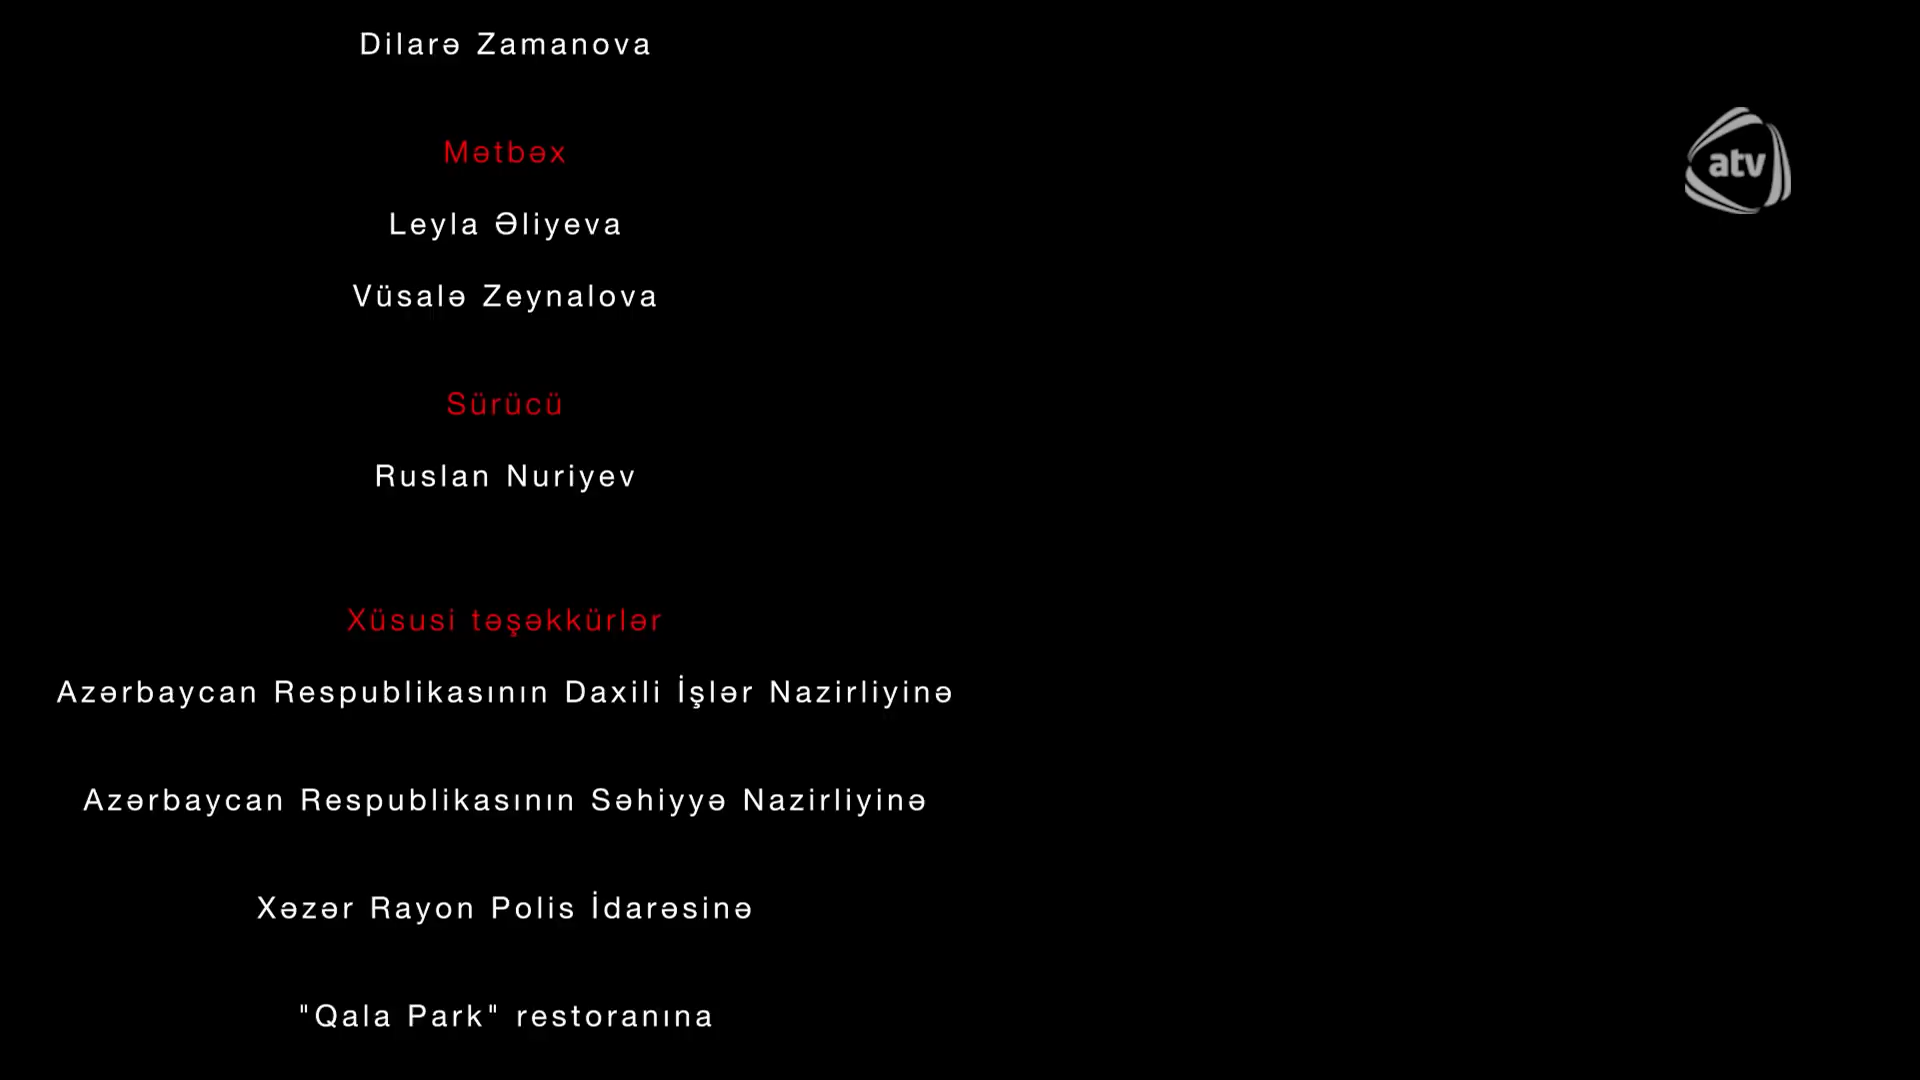 Dilarə Zamanova
atv
Mətbəx
Leyla Əliyeva
Vüsalə Zeynalova
Sürücü
Ruslan Nuriyev
Xüsusi təşəkkürlər
Azərbaycan Respublikasının Daxili İşlər Nazirliyinə
Azərbaycan Respublikasının Səhiyyə Nazirliyinə
Xəzər Rayon Polis İdarəsinə
"Qala Park" restoranına